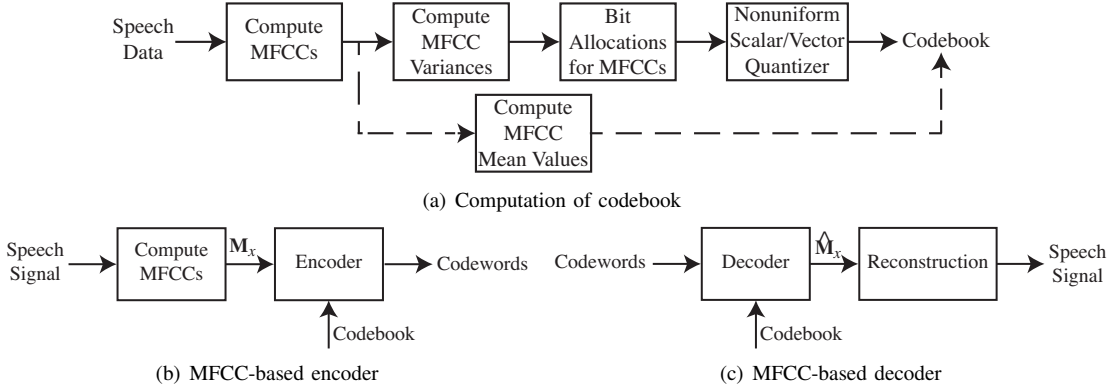 Speech
Data
Compute
MFCCs
Compute
MFCC
Variances
Bit
Allocations
for MFCCs
Nonuniform
Scalar/Vector
Quantizer
Codebook
Compute
MFCC
Mean Values
(a) Computation of codebook
Speech
Signal
Compute
MFCCs
Mₓ
Encoder
Codewords
Codebook
(b) MFCC-based encoder
Codewords
Decoder
M̂ₓ
Reconstruction
Speech
Signal
Codebook
(c) MFCC-based decoder